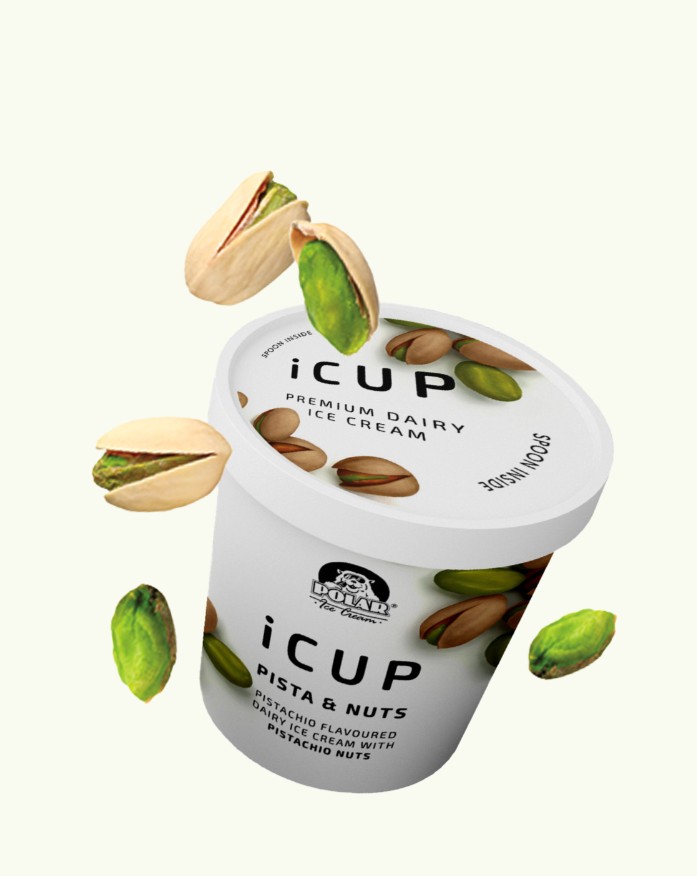 SPOON INSIDE
iCUP
PREMIUM DAIRY
ICE CREAM
SPOON INSIDE
POLAR®
Ice Cream
iCUP
PISTA & NUTS
PISTACHIO FLAVOURED
DAIRY ICE CREAM WITH
PISTACHIO NUTS